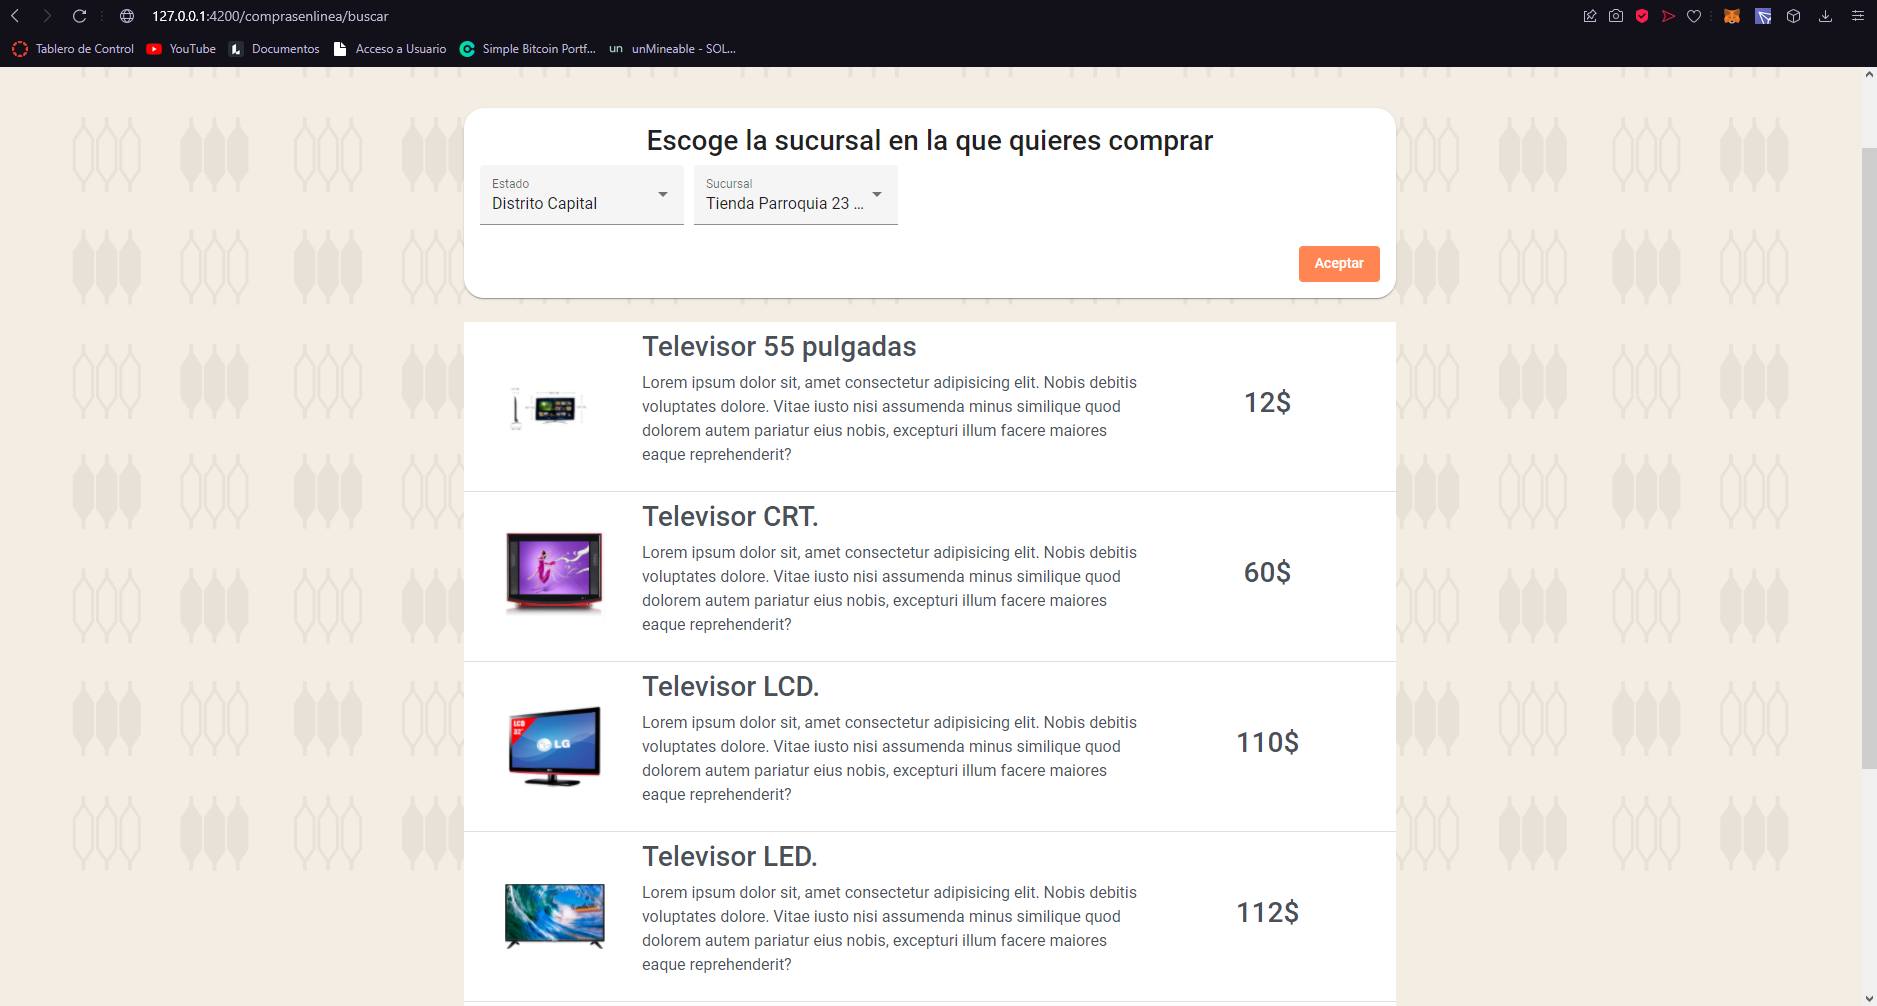 127.0.0.1:4200/comprasenlinea/buscar
Tablero de Control
YouTube
Documentos
Acceso a Usuario
Simple Bitcoin Portf...
un
unMineable - SOL...
Escoge la sucursal en la que quieres comprar
Estado
Distrito Capital
Sucursal
Tienda Parroquia 23 ...
Aceptar
Televisor 55 pulgadas
Lorem ipsum dolor sit, amet consectetur adipisicing elit. Nobis debitis
voluptates dolore. Vitae iusto nisi assumenda minus similique quod
dolorem autem pariatur eius nobis, excepturi illum facere maiores
eaque reprehenderit?
12$
Televisor CRT.
Lorem ipsum dolor sit, amet consectetur adipisicing elit. Nobis debitis
voluptates dolore. Vitae iusto nisi assumenda minus similique quod
dolorem autem pariatur eius nobis, excepturi illum facere maiores
eaque reprehenderit?
60$
LCD
32"
LG
Televisor LCD.
Lorem ipsum dolor sit, amet consectetur adipisicing elit. Nobis debitis
voluptates dolore. Vitae iusto nisi assumenda minus similique quod
dolorem autem pariatur eius nobis, excepturi illum facere maiores
eaque reprehenderit?
110$
Televisor LED.
Lorem ipsum dolor sit, amet consectetur adipisicing elit. Nobis debitis
voluptates dolore. Vitae iusto nisi assumenda minus similique quod
dolorem autem pariatur eius nobis, excepturi illum facere maiores
eaque reprehenderit?
112$